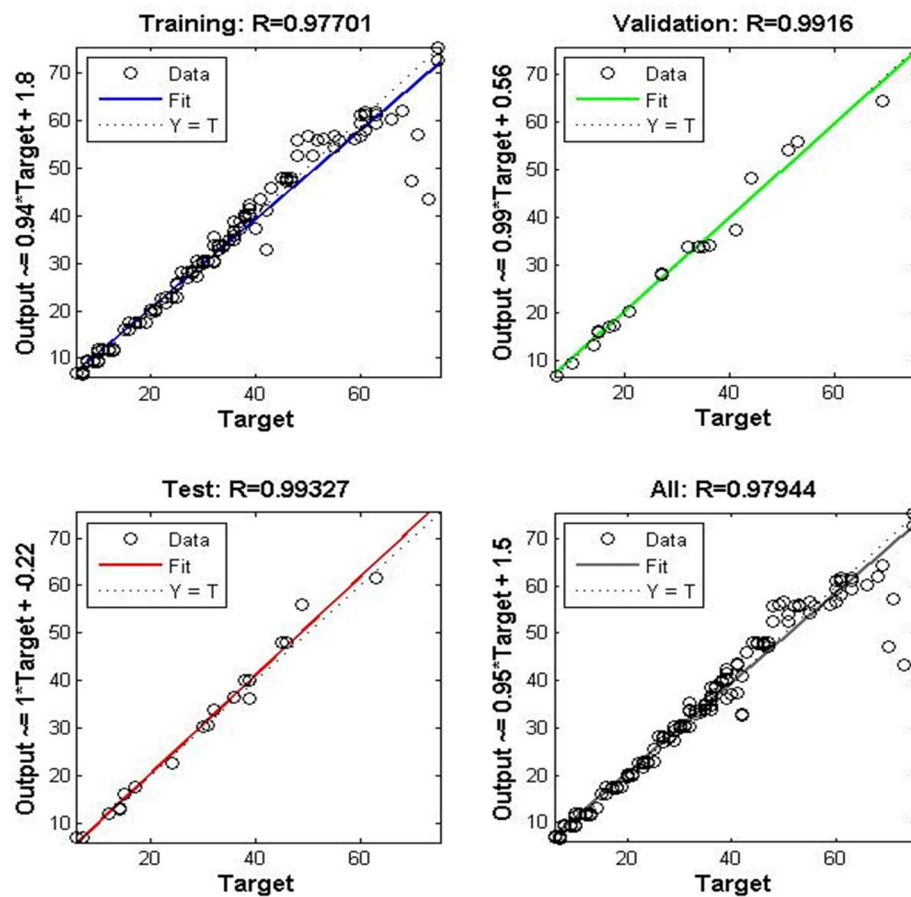 Training: R=0.97701
Output ~= 0.94*Target + 1.8
Data
Fit
Y = T
70
60
50
40
30
20
10
20
40
60
Target
Validation: R=0.9916
Output ~= 0.99*Target + 0.56
Data
Fit
Y = T
70
60
50
40
30
20
10
20
40
60
Target
Test: R=0.99327
Output ~= 1*Target + -0.22
Data
Fit
Y = T
70
60
50
40
30
20
10
20
40
60
Target
All: R=0.97944
Output ~= 0.95*Target + 1.5
Data
Fit
Y = T
70
60
50
40
30
20
10
20
40
60
Target